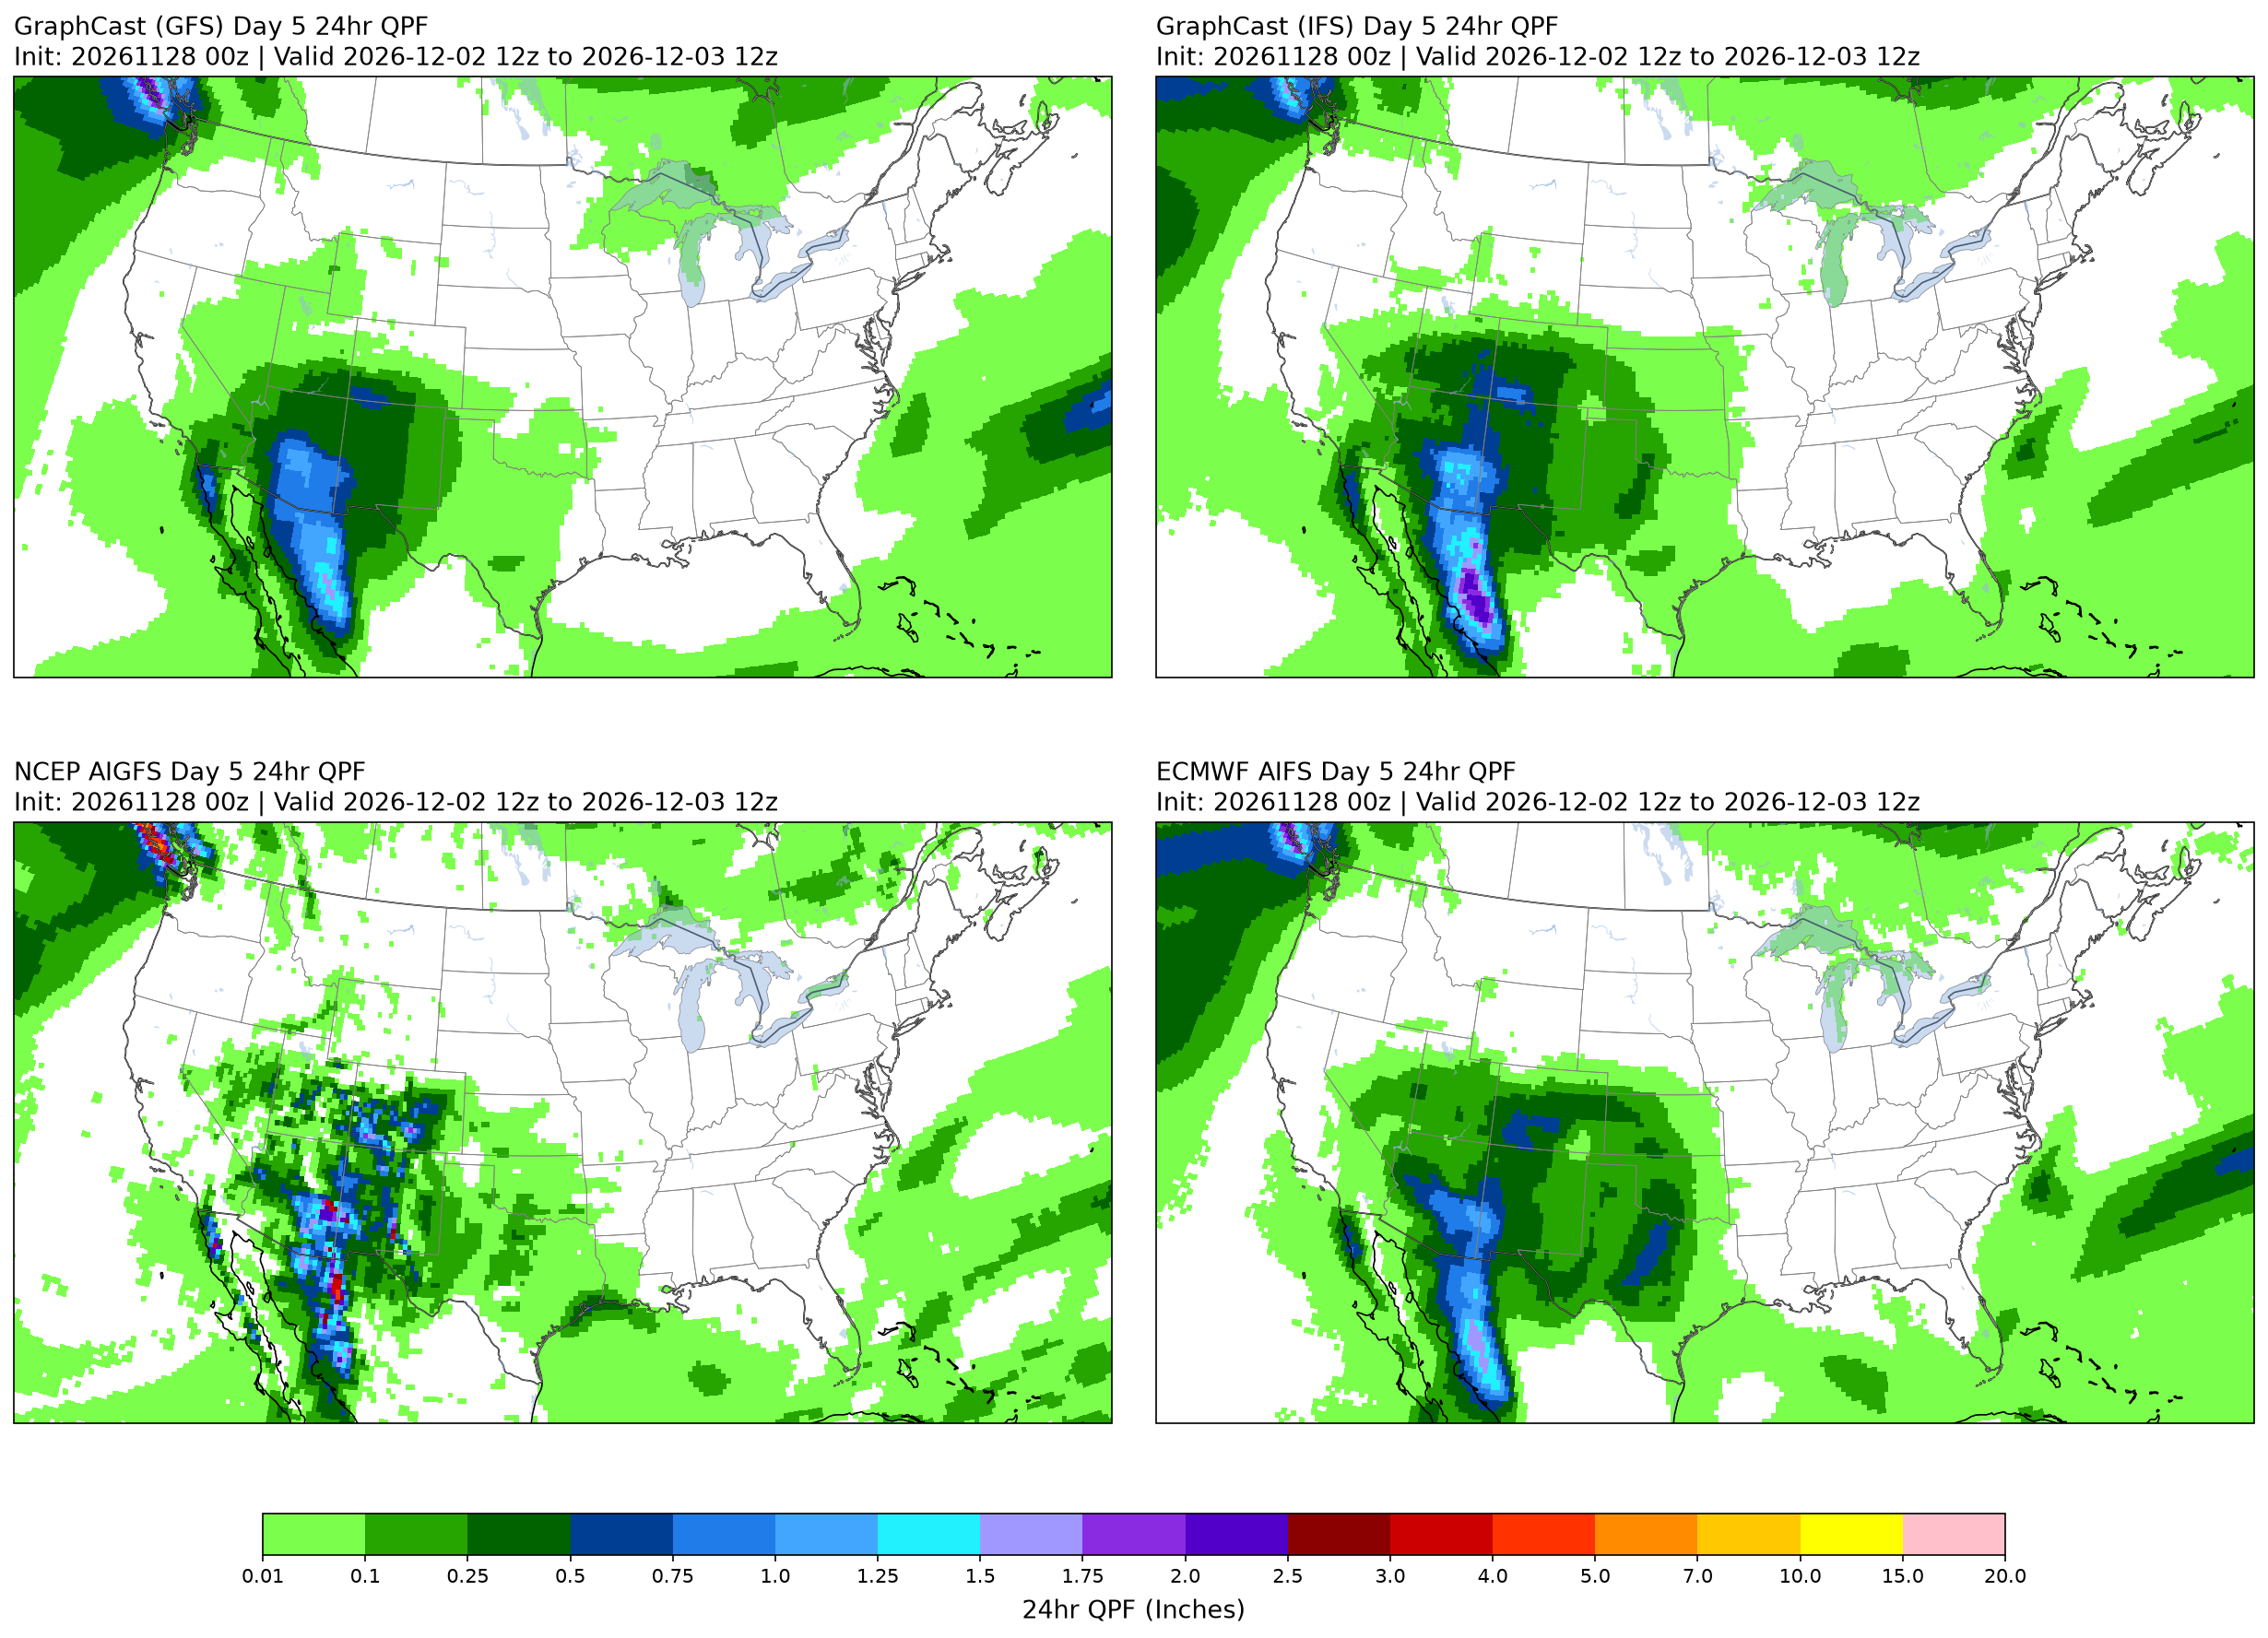 GraphCast (GFS) Day 5 24hr QPF
Init: 20261128 00z | Valid 2026-12-02 12z to 2026-12-03 12z
GraphCast (IFS) Day 5 24hr QPF
Init: 20261128 00z | Valid 2026-12-02 12z to 2026-12-03 12z
NCEP AIGFS Day 5 24hr QPF
Init: 20261128 00z | Valid 2026-12-02 12z to 2026-12-03 12z
ECMWF AIFS Day 5 24hr QPF
Init: 20261128 00z | Valid 2026-12-02 12z to 2026-12-03 12z
0.01 0.1 0.25 0.5 0.75 1.0 1.25 1.5 1.75 2.0 2.5 3.0 4.0 5.0 7.0 10.0 15.0 20.0
24hr QPF (Inches)